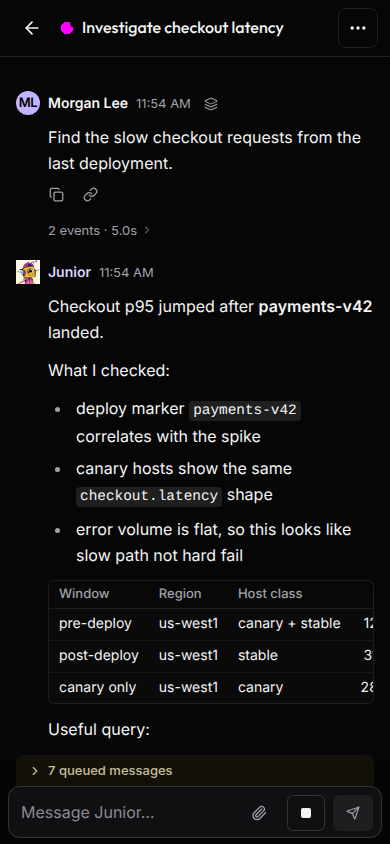 Investigate checkout latency
ML Morgan Lee 11:54 AM
Find the slow checkout requests from the
last deployment.
2 events · 5.0s
Junior 11:54 AM
Checkout p95 jumped after payments-v42
landed.
What I checked:
deploy marker payments-v42
correlates with the spike
canary hosts show the same
checkout.latency shape
error volume is flat, so this looks like
slow path not hard fail
Window Region Host class
pre-deploy us-west1 canary + stable
post-deploy us-west1 stable
canary only us-west1 canary
Useful query:
7 queued messages
Message Junior...